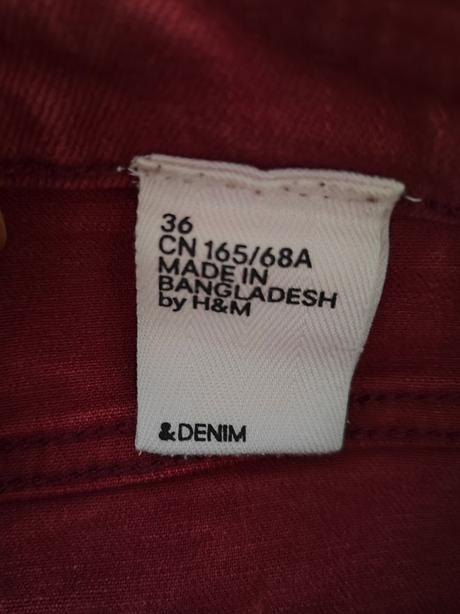 36
CN 165/68A
MADE IN
BANGLADESH
by H&M
&DENIM